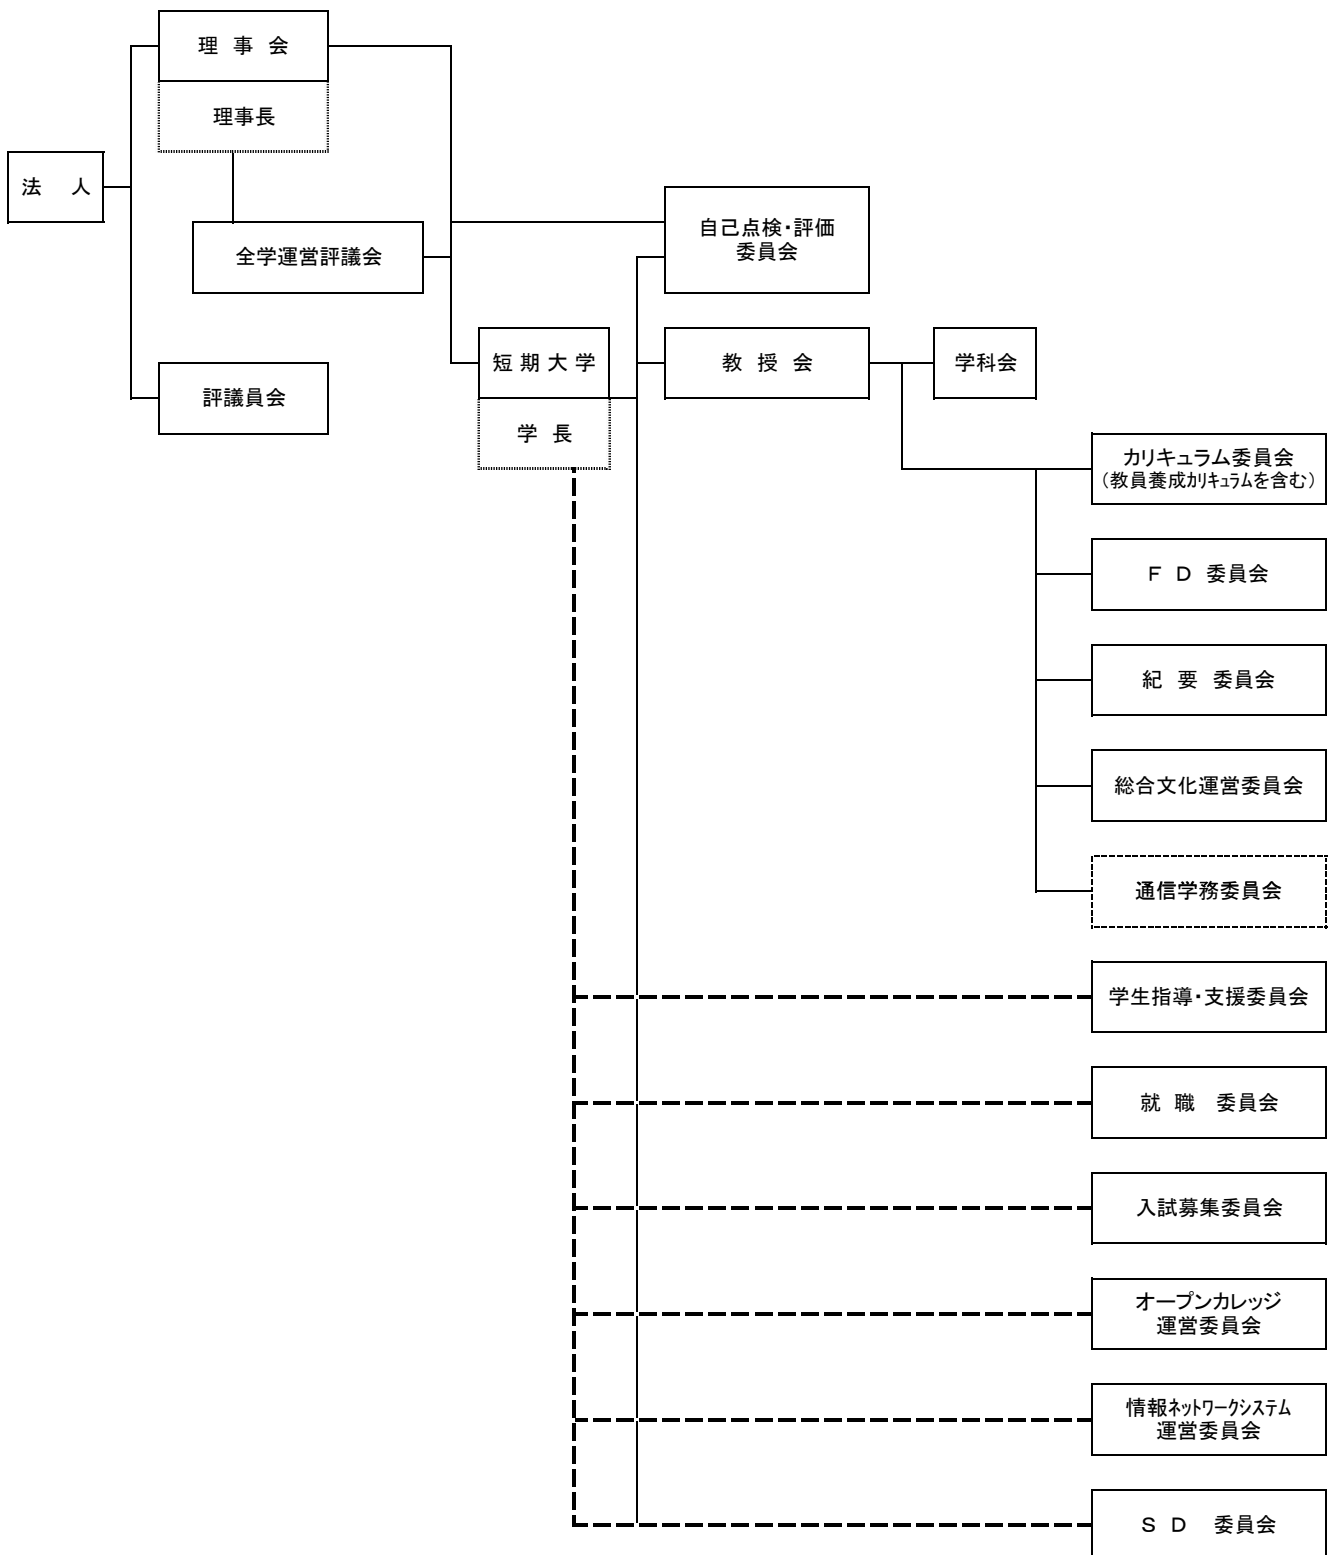 理 事 会
理事長
法 人
全学運営評議会
自己点検・評価
委員会
短 期 大 学
学 長
教 授 会
学科会
評議員会
カリキュラム委員会
（教員養成ｶﾘｷｭﾗﾑを含む）
Ｆ Ｄ 委員会
紀 要 委員会
総合文化運営委員会
通信学務委員会
学生指導・支援委員会
就 職 委員会
入試募集委員会
オープンカレッジ
運営委員会
情報ﾈｯﾄﾜｰｸｼｽﾃﾑ
運営委員会
Ｓ Ｄ 委員会